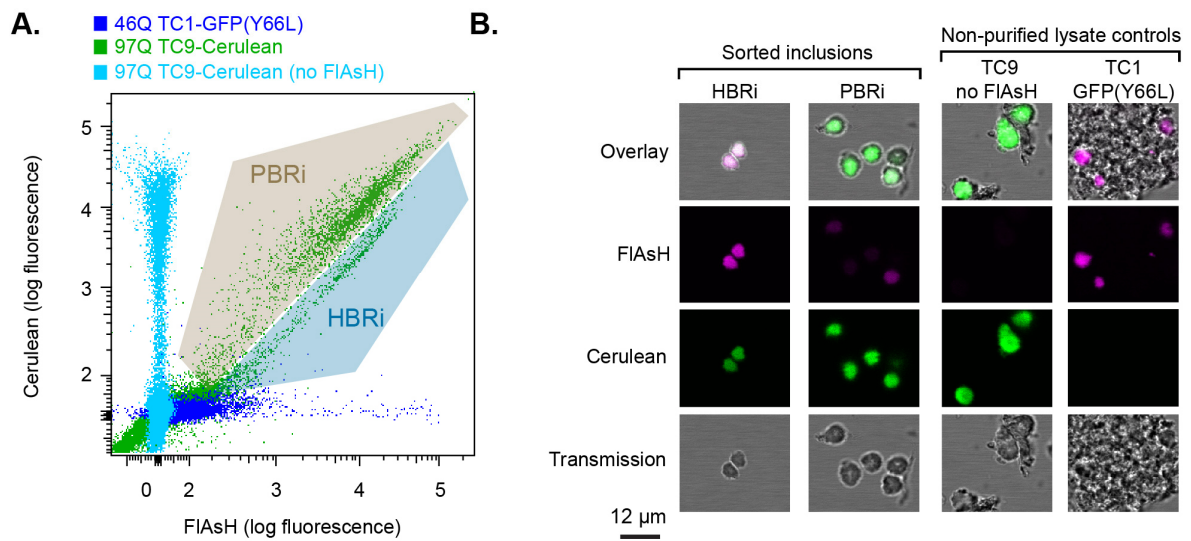 A.
46Q TC1-GFP(Y66L)
97Q TC9-Cerulean
97Q TC9-Cerulean (no FlAsH)
Cerulean (log fluorescence)
5
4
3
2
PBRi
HBRi
0 2 3 4 5
FlAsH (log fluorescence)
B.
Sorted inclusions
Non-purified lysate controls
HBRi
PBRi
TC9
no FlAsH
TC1
GFP(Y66L)
Overlay
FlAsH
Cerulean
Transmission
12 µm